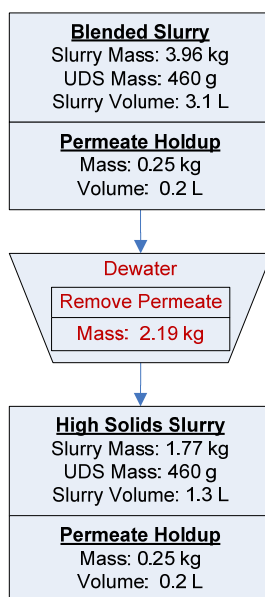 Blended Slurry
Slurry Mass: 3.96 kg
UDS Mass: 460 g
Slurry Volume: 3.1 L
Permeate Holdup
Mass: 0.25 kg
Volume: 0.2 L
Dewater
Remove Permeate
Mass: 2.19 kg
High Solids Slurry
Slurry Mass: 1.77 kg
UDS Mass: 460 g
Slurry Volume: 1.3 L
Permeate Holdup
Mass: 0.25 kg
Volume: 0.2 L